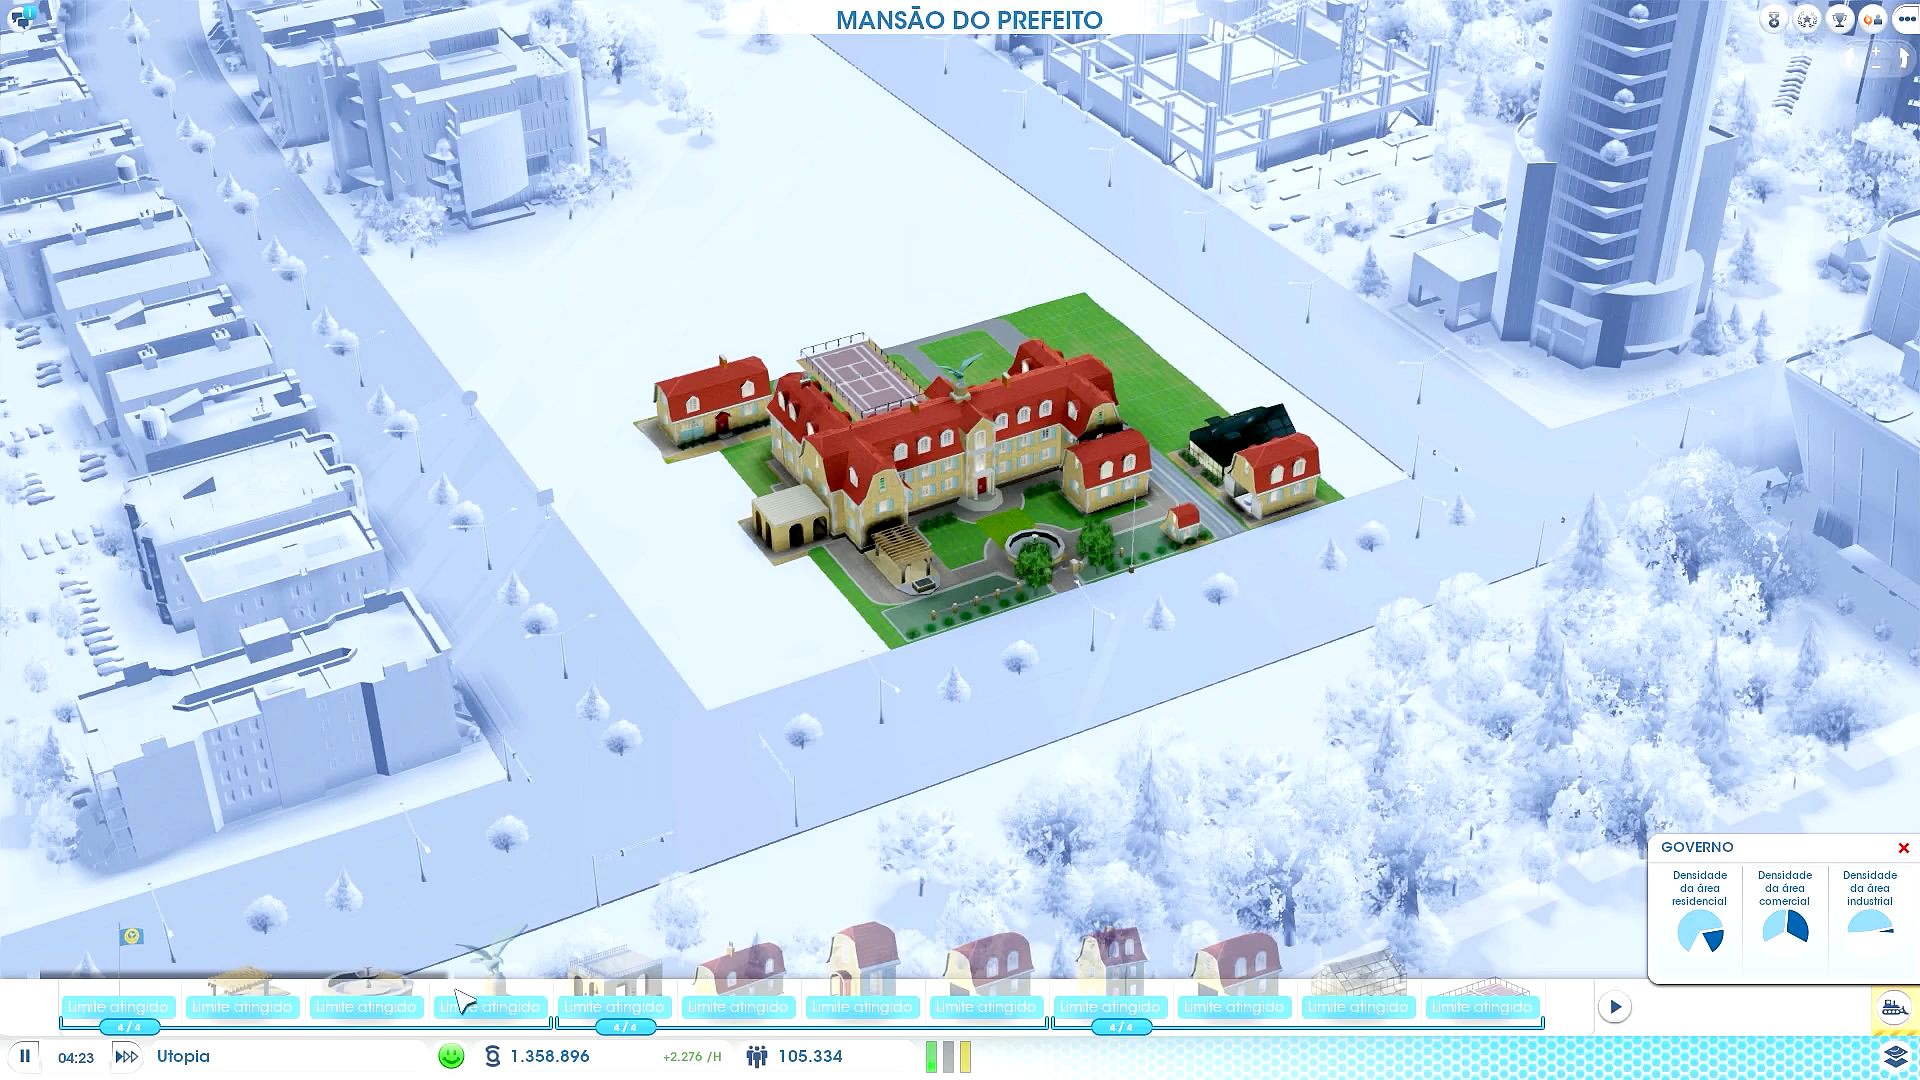 1
MANSÃO DO PREFEITO
GOVERNO
Densidade da área residencial
Densidade da área comercial
Densidade da área industrial
Limite atingido
Limite atingido
Limite atingido
Limite atingido
Limite atingido
Limite atingido
Limite atingido
Limite atingido
Limite atingido
Limite atingido
Limite atingido
Limite atingido
4 / 4
4 / 4
4 / 4
04:23
Utopia
1.358.896
+2.276 /H
105.334